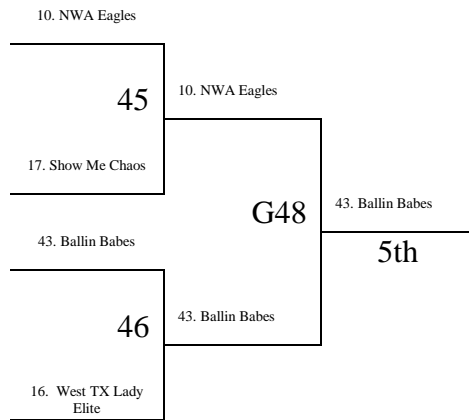 10. NWA Eagles
45
10. NWA Eagles
17. Show Me Chaos
G48
43. Ballin Babes
5th
43. Ballin Babes
46
43. Ballin Babes
16.  West TX Lady
Elite